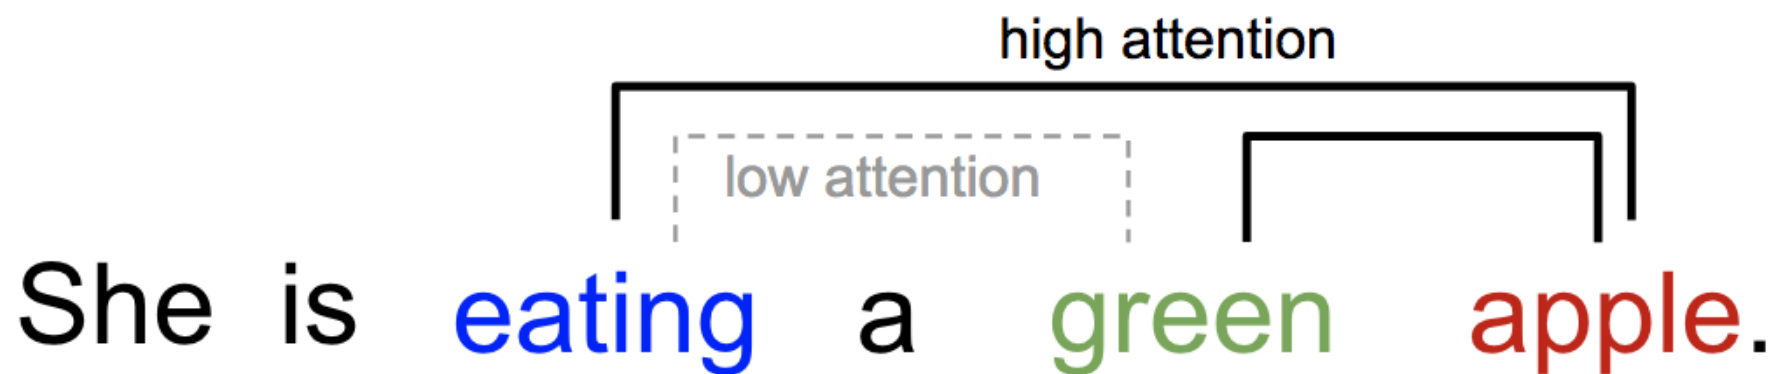 high attention
low attention
She is eating a green apple.